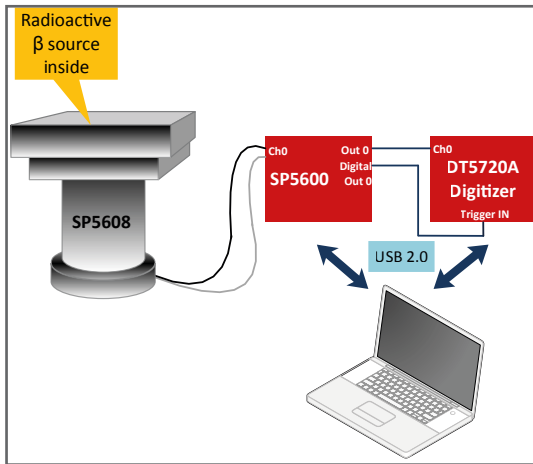 Radioactive
β source
inside
SP5608
Ch0
SP5600
Out 0
Digital
Out 0
Ch0
DT5720A
Digitizer
Trigger IN
USB 2.0